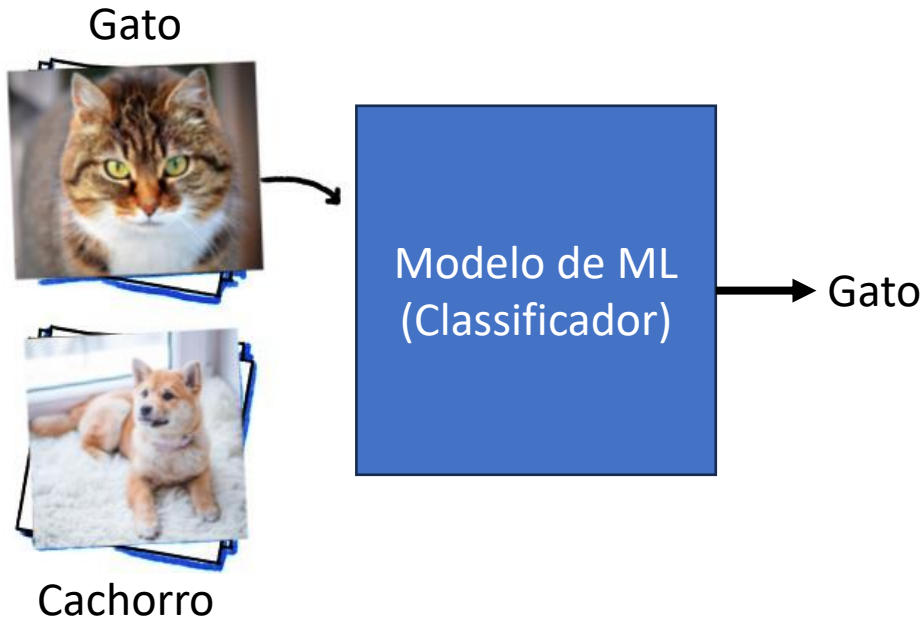 Gato
Modelo de ML
(Classificador)
Gato
Cachorro